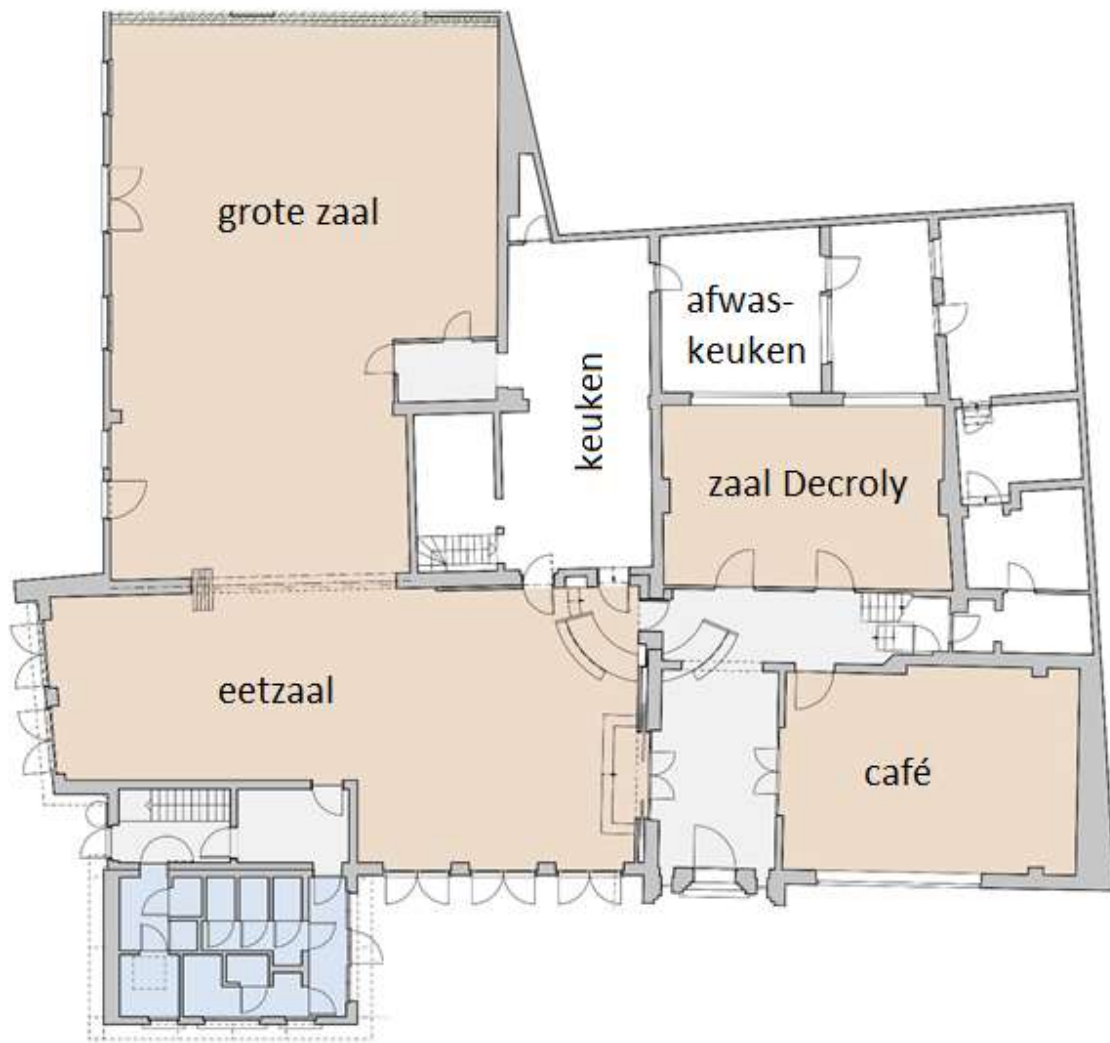 grote zaal
afwas-
keuken
keuken
zaal Decroly
eetzaal
café